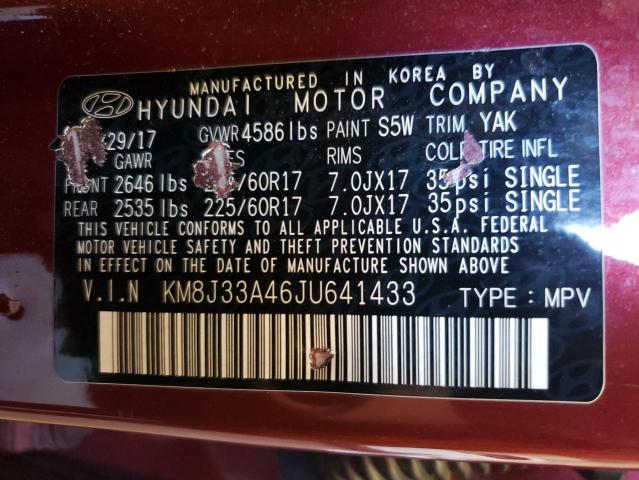 MANUFACTURED IN KOREA BY
HYUNDAI MOTOR COMPANY
29/17 GVWR 4586 lbs PAINT S5W TRIM YAK
GAWR RIMS COLD TIRE INFL
FRONT 2646 lbs /60R17 7.0JX17 35psi SINGLE
REAR 2535 lbs 225/60R17 7.0JX17 35psi SINGLE
THIS VEHICLE CONFORMS TO ALL APPLICABLE U.S.A. FEDERAL
MOTOR VEHICLE SAFETY AND THEFT PREVENTION STANDARDS
IN EFFECT ON THE DATE OF MANUFACTURE SHOWN ABOVE
V.I.N KM8J33A46JU641433 TYPE : MPV